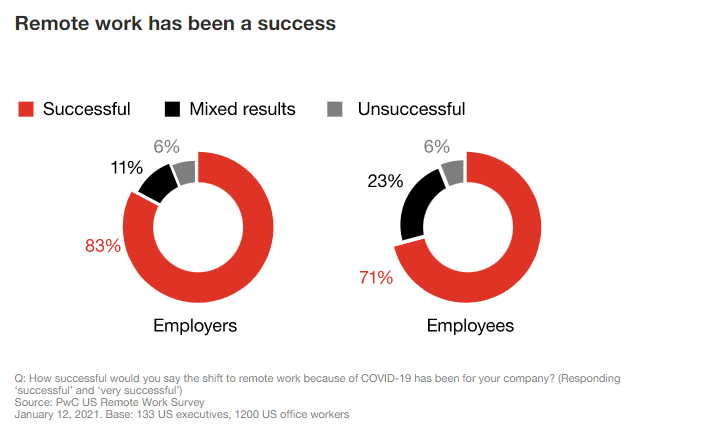 Remote work has been a success
Successful
Mixed results
Unsuccessful
6%
11%
83%
Employers
6%
23%
71%
Employees
Q: How successful would you say the shift to remote work because of COVID-19 has been for your company? (Responding
‘successful’ and ‘very successful’)
Source: PwC US Remote Work Survey
January 12, 2021. Base: 133 US executives, 1200 US office workers